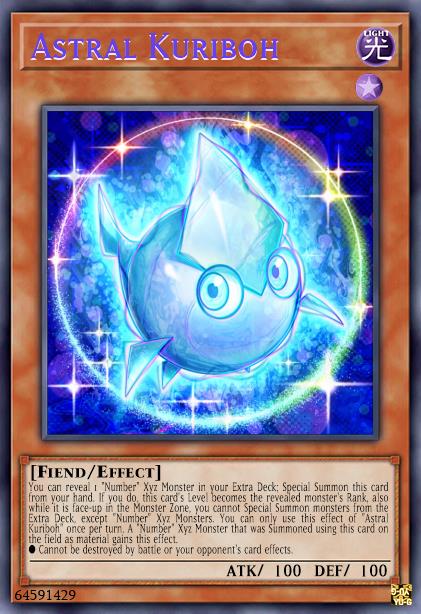 ASTRAL KURIBOH
LIGHT
光
[FIEND/EFFECT]
You can reveal 1 "Number" Xyz Monster in your Extra Deck; Special Summon this card
from your hand. If you do, this card's Level becomes the revealed monster's Rank, also
while it is face-up in the Monster Zone, you cannot Special Summon monsters from the
Extra Deck, except "Number" Xyz Monsters. You can only use this effect of "Astral
Kuriboh" once per turn. A "Number" Xyz Monster that was Summoned using this card on
the field as material gains this effect.
● Cannot be destroyed by battle or your opponent's card effects.
ATK/ 100 DEF/ 100
64591429